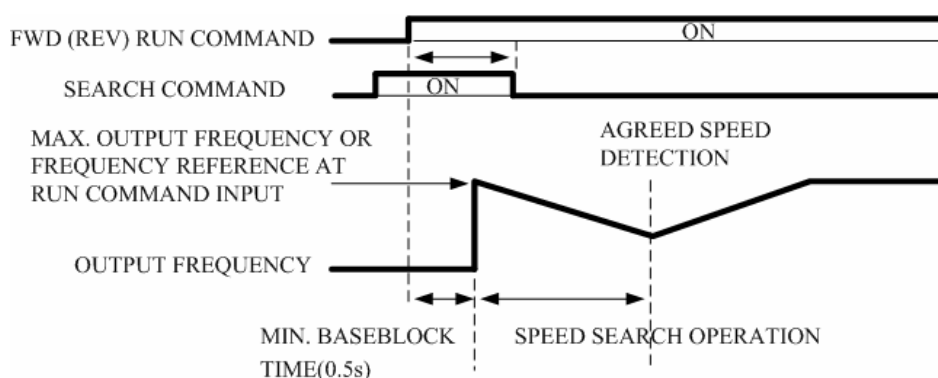 FWD (REV) RUN COMMAND
ON
SEARCH COMMAND
ON
MAX. OUTPUT FREQUENCY OR
FREQUENCY REFERENCE AT
RUN COMMAND INPUT
AGREED SPEED
DETECTION
OUTPUT FREQUENCY
MIN. BASEBLOCK
TIME(0.5s)
SPEED SEARCH OPERATION